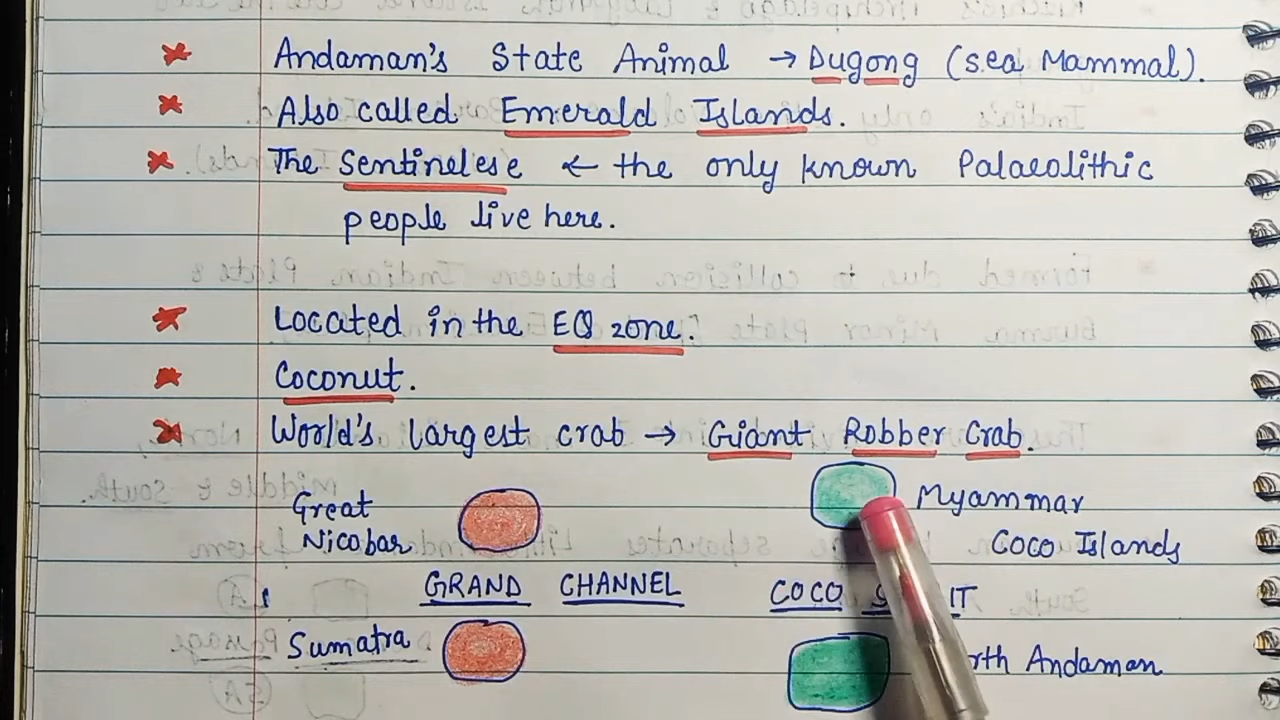 Andaman's State Animal → Dugong (sea Mammal).
Also called Emerald Islands.
The Sentinelese ← the only known Palaeolithic
people live here.
Located in the EQ zone.
Coconut.
World's largest crab → Giant Robber Crab.
Great
Nicobar
Myammar
Coco Islands
GRAND CHANNEL
COCO
Sumatra
Andaman